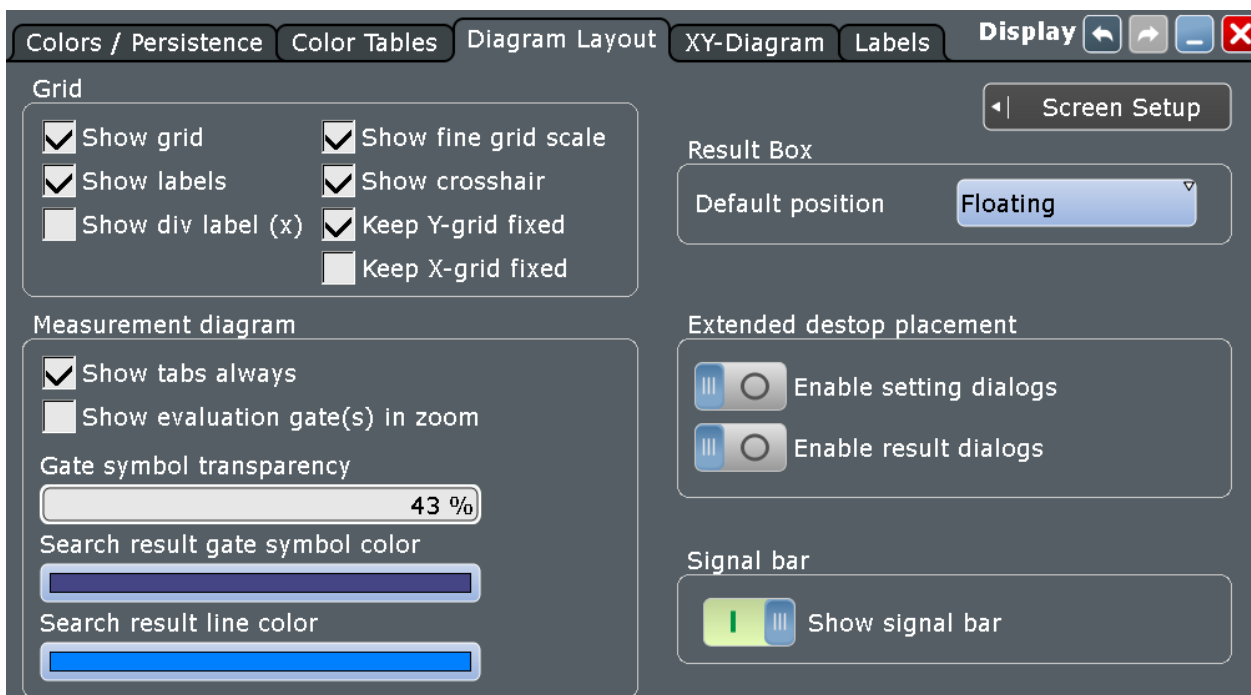 Colors / Persistence Color Tables Diagram Layout XY-Diagram Labels Display
Grid
Show grid
Show fine grid scale
Show labels
Show crosshair
Show div label (x)
Keep Y-grid fixed
Keep X-grid fixed
Measurement diagram
Show tabs always
Show evaluation gate(s) in zoom
Gate symbol transparency
43 %
Search result gate symbol color
Search result line color
Screen Setup
Result Box
Default position Floating
Extended destop placement
Enable setting dialogs
Enable result dialogs
Signal bar
Show signal bar